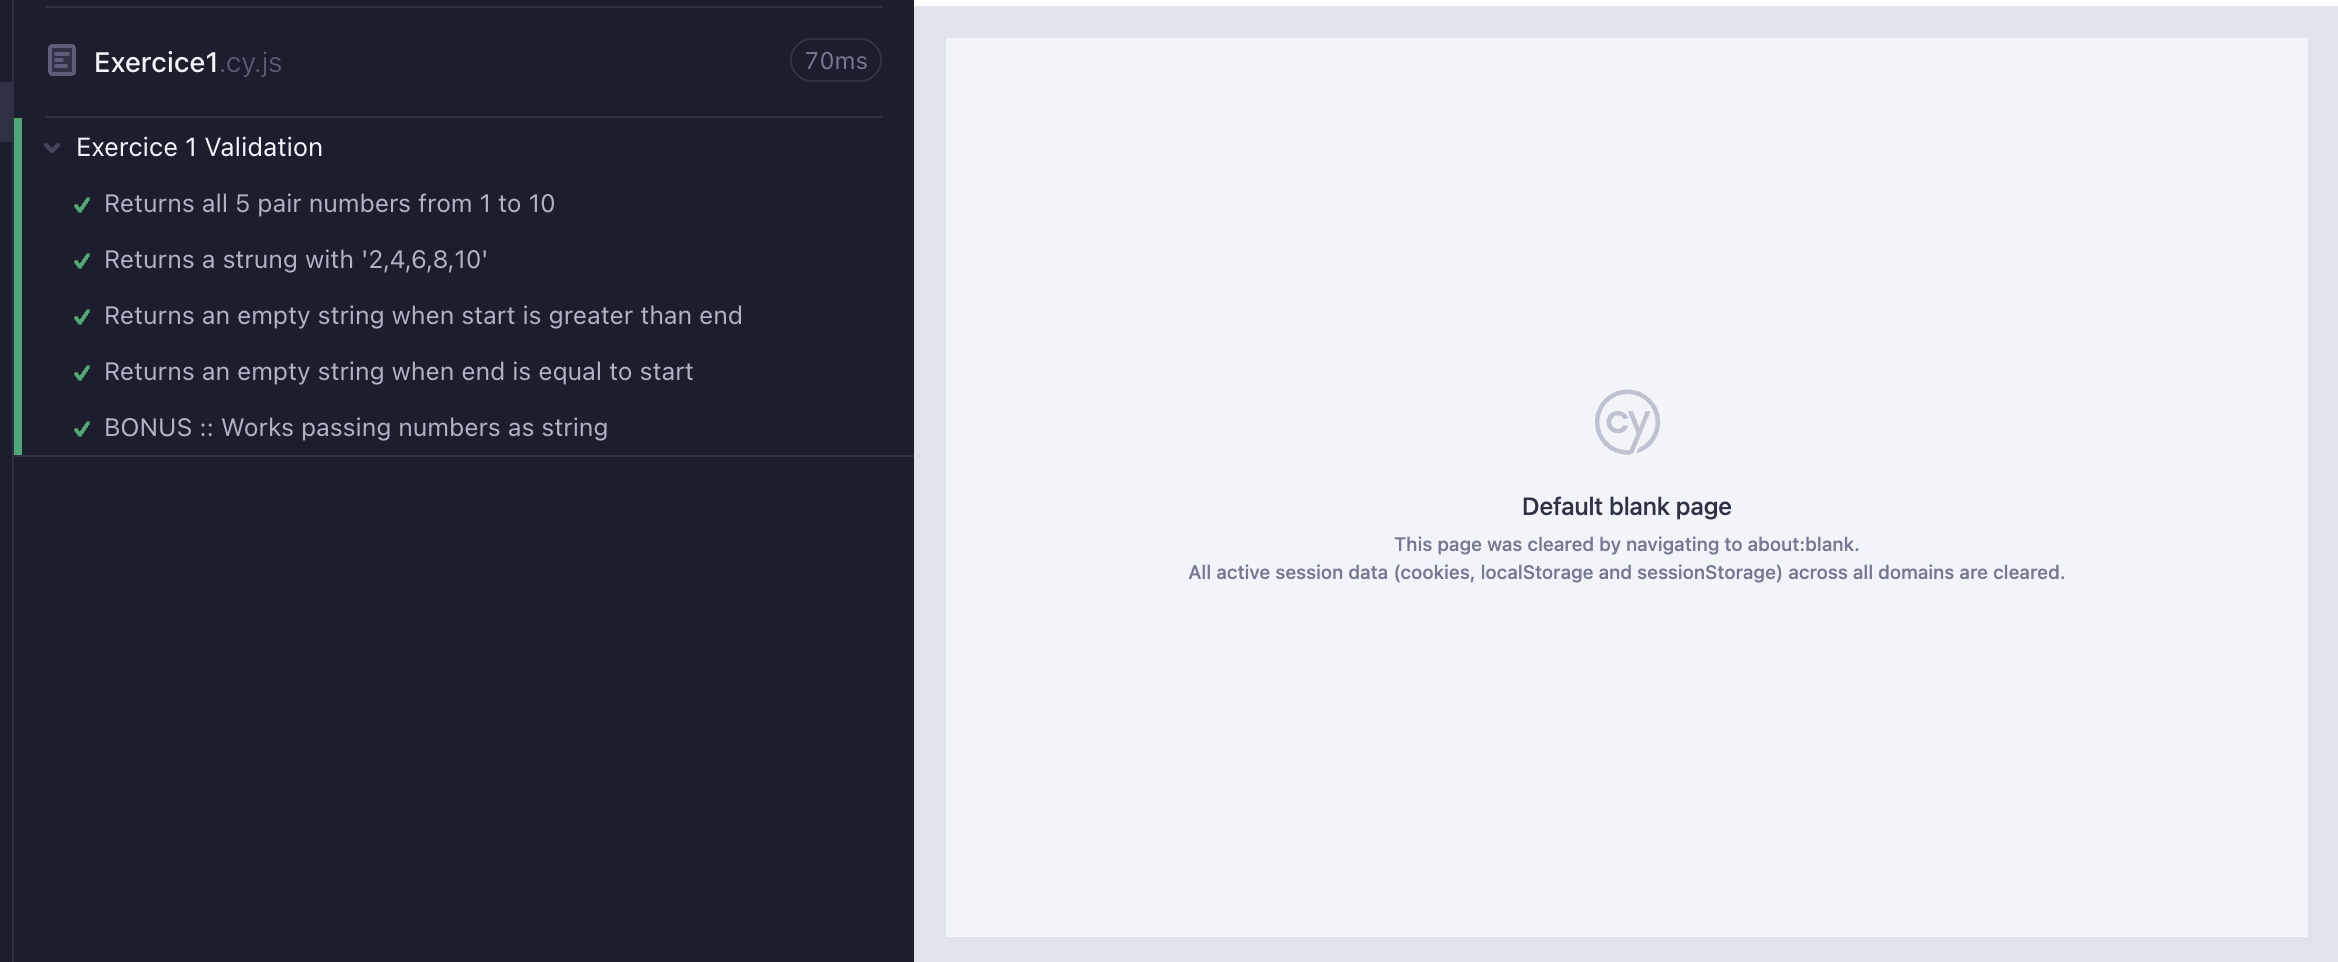 Exercice1.cy.js
70ms
Exercice 1 Validation
Returns all 5 pair numbers from 1 to 10
Returns a strung with '2,4,6,8,10'
Returns an empty string when start is greater than end
Returns an empty string when end is equal to start
BONUS :: Works passing numbers as string
cy
Default blank page
This page was cleared by navigating to about:blank.
All active session data (cookies, localStorage and sessionStorage) across all domains are cleared.